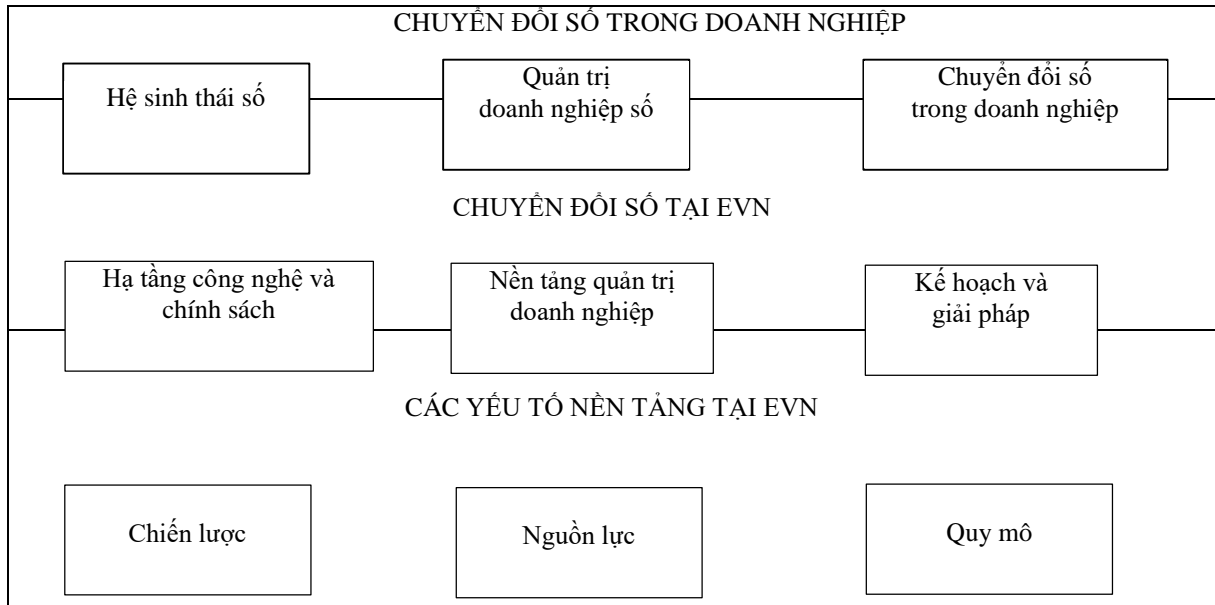 CHUYỂN ĐỔI SỐ TRONG DOANH NGHIỆP
Hệ sinh thái số
Quản trị
doanh nghiệp số
Chuyển đổi số
trong doanh nghiệp
CHUYỂN ĐỔI SỐ TẠI EVN
Hạ tầng công nghệ và
chính sách
Nền tảng quản trị
doanh nghiệp
Kế hoạch và
giải pháp
CÁC YẾU TỐ NỀN TẢNG TẠI EVN
Chiến lược
Nguồn lực
Quy mô